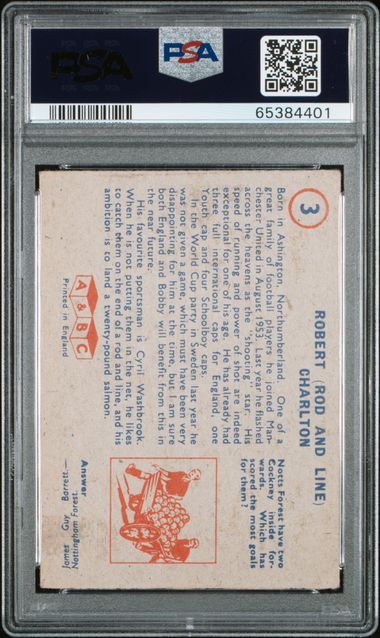 PSA
PSA
65384401
3
ROBERT (ROD AND LINE)
CHARLTON
Born in Ashington, Northumberland. One of a
great family of football players he joined Man-
chester United in August 1953. Last year he flashed
across the heavens as the "shooting" star. His
speed of running and power of shot are indeed
exceptional for one of his age. He has already had
three full international caps for England, one
Youth cap and four Schoolboy caps.
In the World Cup party in Sweden last year he
was not given a game, which must have been very
disappointing for him at the time, but I am sure
both England and Bobby will benefit from this in
the near future.
His favourite sportsman is Cyril Washbrook.
When he is not putting them in the net, he likes
to catch them on the end of a rod and line, and his
ambition is to land a twenty-pound salmon.
A & B C
Printed in England
Notts Forest have two
Cockney inside for-
wards. Which has
scored the most goals
for them?
Answer
James Guy Barrett—
Nottingham Forest.